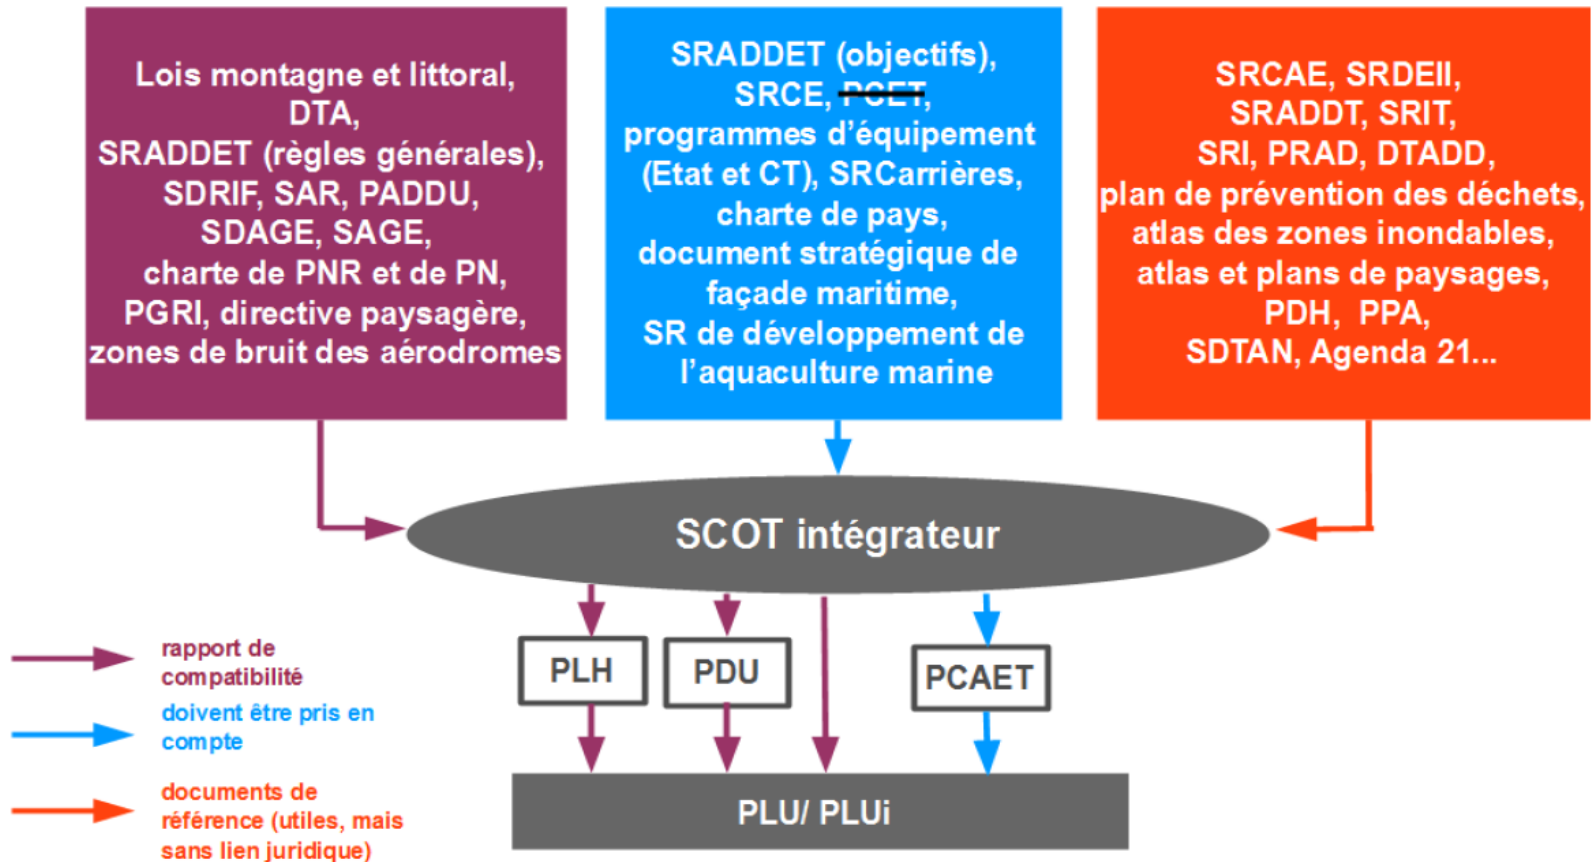 Lois montagne et littoral,
DTA,
SRADDET (règles générales),
SDRIF, SAR, PADDU,
SDAGE, SAGE,
charte de PNR et de PN,
PGRI, directive paysagère,
zones de bruit des aérodromes
SRADDET (objectifs),
SRCE, PCET,
programmes d'équipement
(Etat et CT), SRCarrières,
charte de pays,
document stratégique de
façade maritime,
SR de développement de
l'aquaculture marine
SRCAE, SRDEII,
SRADDT, SRIT,
SRI, PRAD, DTADD,
plan de prévention des déchets,
atlas des zones inondables,
atlas et plans de paysages,
PDH, PPA,
SDTAN, Agenda 21...
SCOT intégrateur
PLH
PDU
PCAET
PLU/ PLUi
rapport de
compatibilité
doivent être pris en
compte
documents de
référence (utiles, mais
sans lien juridique)